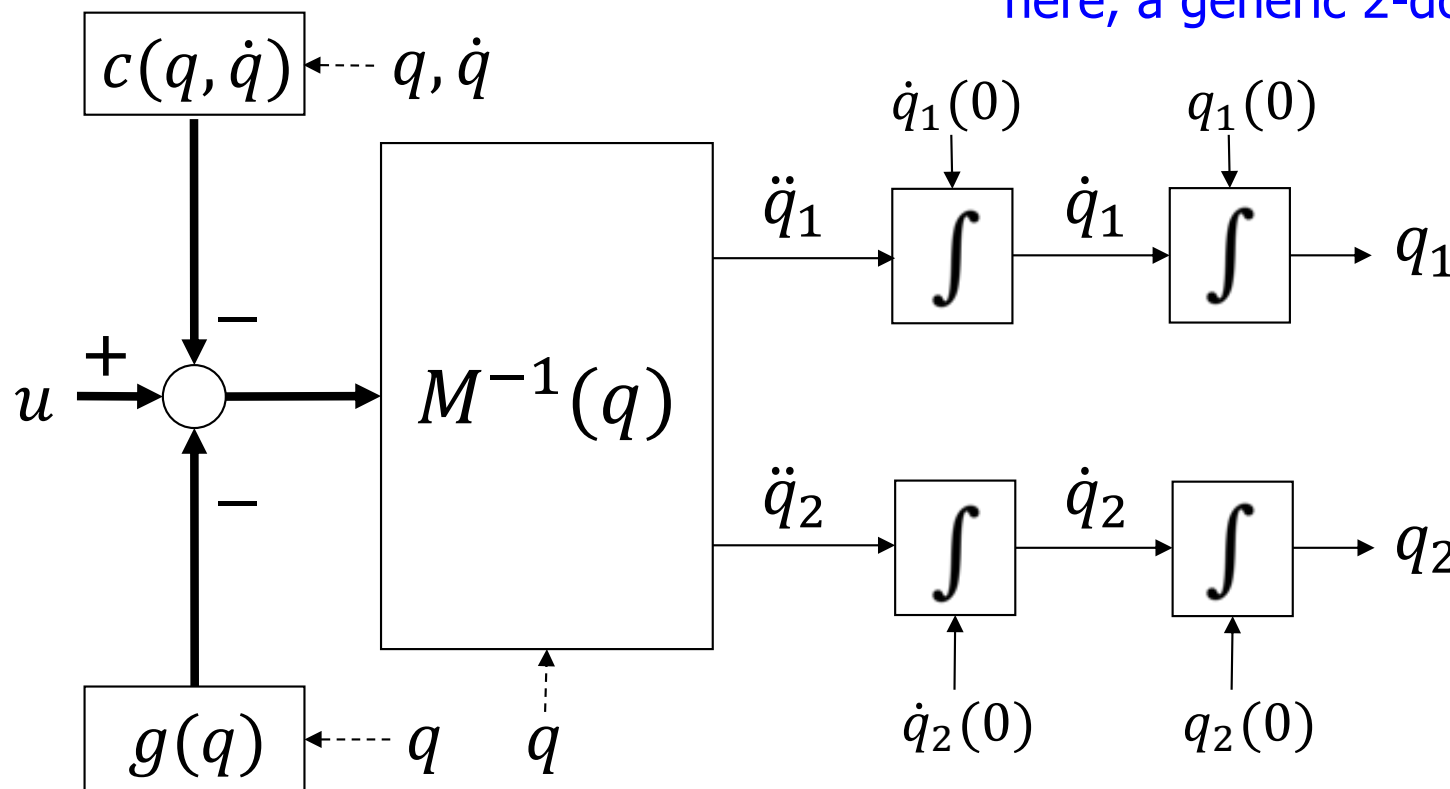 here, a generic 2-do
c(q, q̇)
q, q̇
q̇₁(0)
q₁(0)
q̈₁
∫
q̇₁
∫
q₁
−
+
u
M⁻¹(q)
−
q̈₂
∫
q̇₂
∫
q₂
g(q)
q
q
q̇₂(0)
q₂(0)